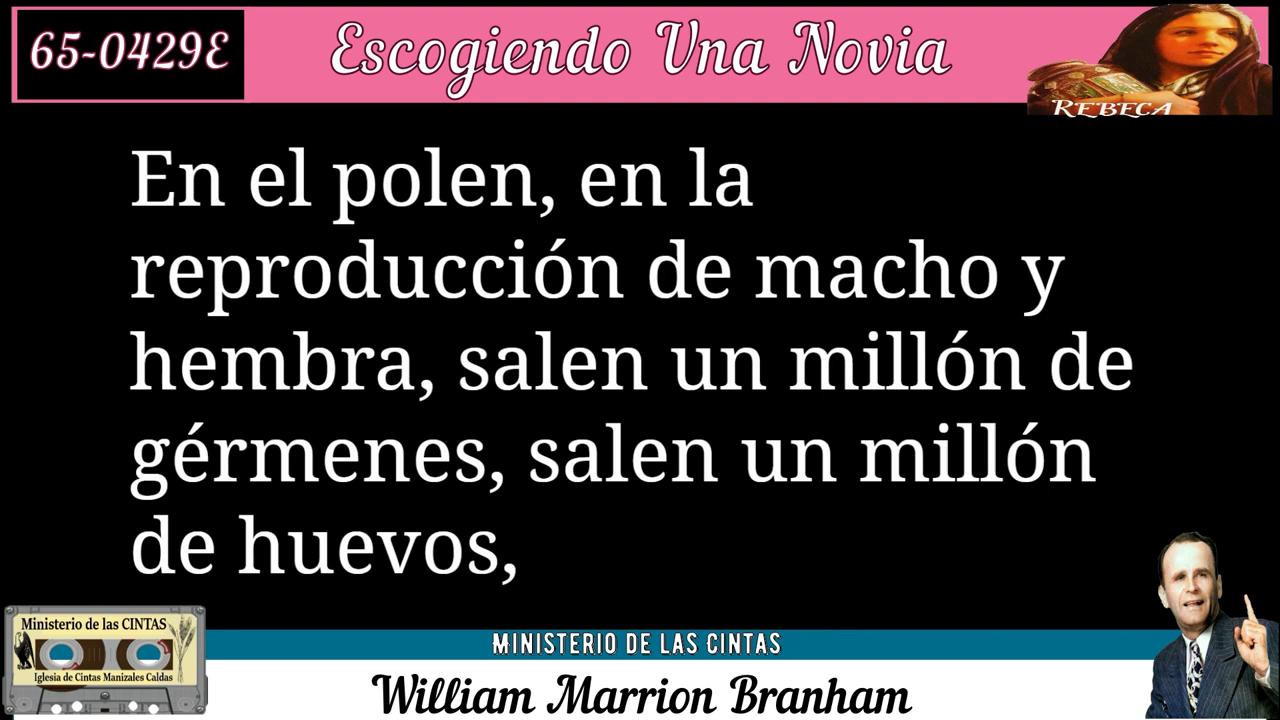 65-0429E
Escogiendo Una Novia
REBECA
En el polen, en la
reproducción de macho y
hembra, salen un millón de
gérmenes, salen un millón
de huevos,
Ministerio de las CINTAS
Iglesia de Cintas Manizales Caldas
MINISTERIO DE LAS CINTAS
William Marrion Branham